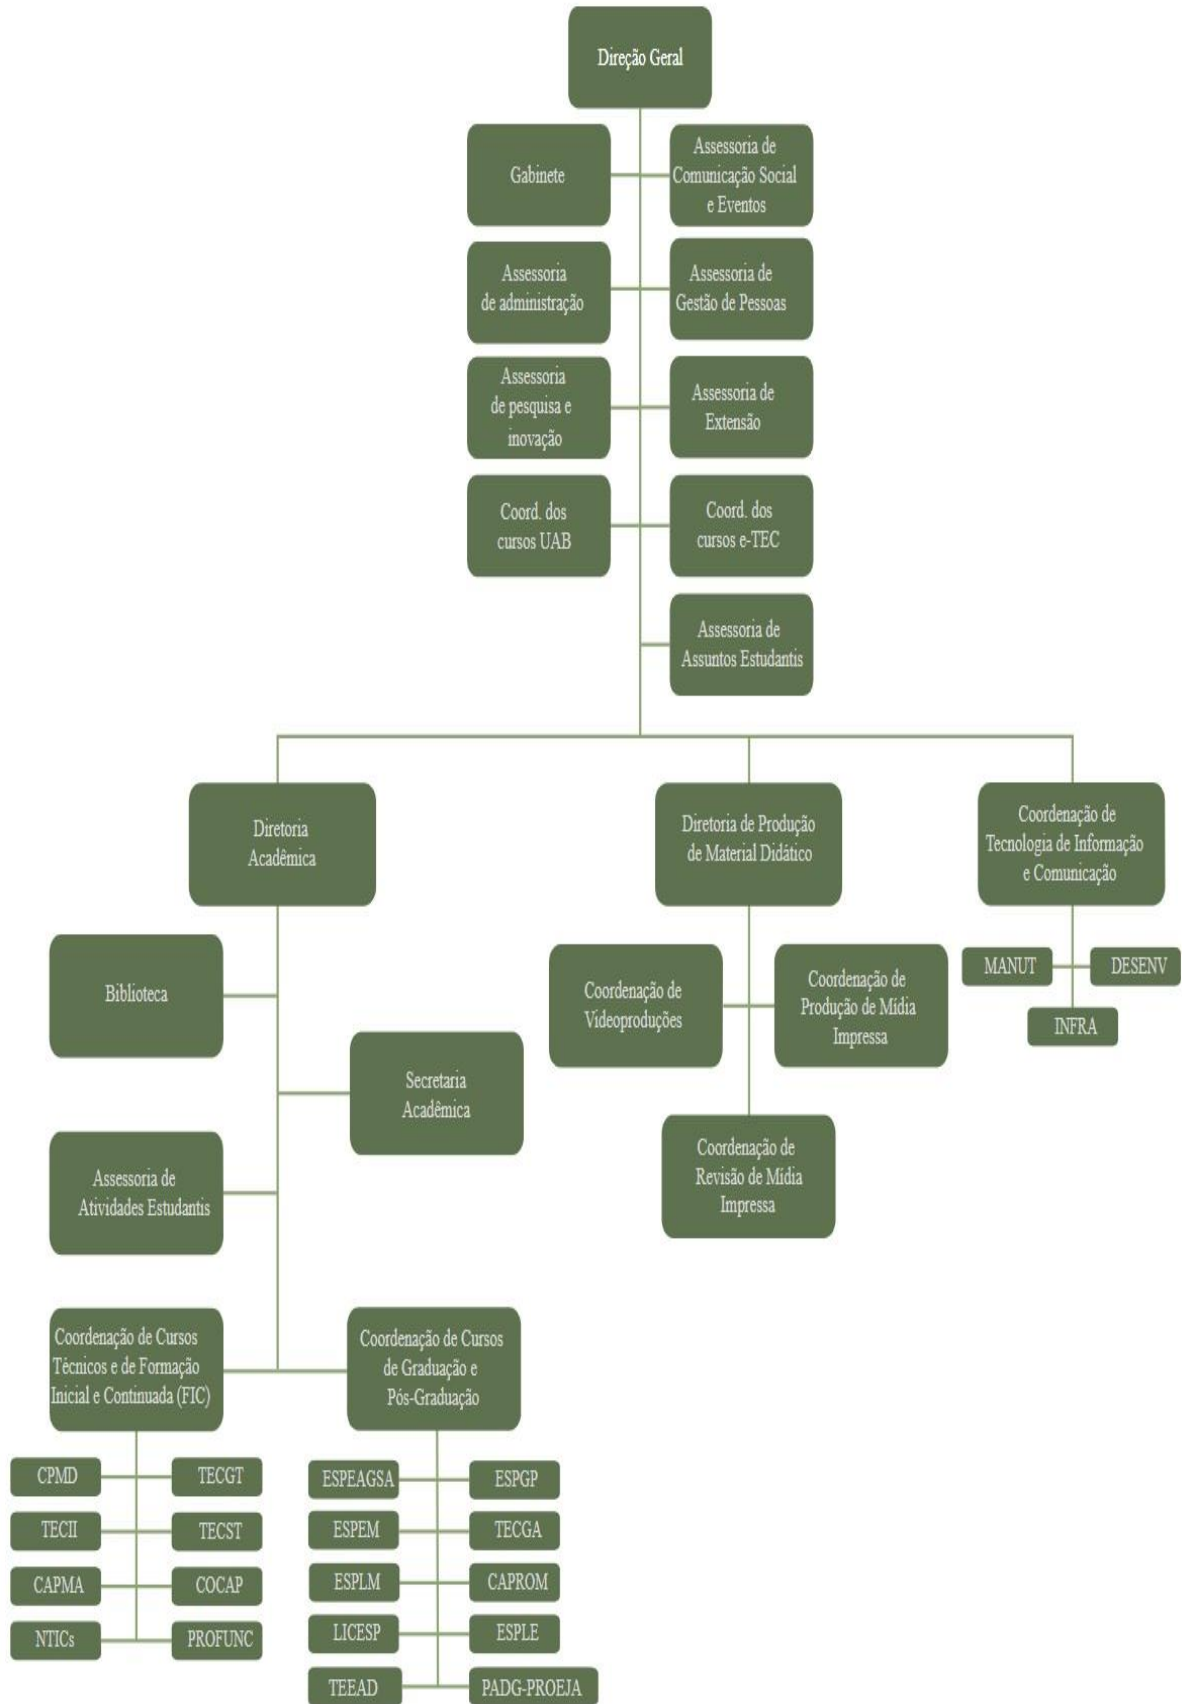 Direção Geral
Gabinete
Assessoria de
Comunicação Social
e Eventos
Assessoria
de administração
Assessoria de
Gestão de Pessoas
Assessoria
de pesquisa e
inovação
Assessoria de
Extensão
Coord. dos
cursos UAB
Coord. dos
cursos e-TEC
Assessoria de
Assuntos Estudantis
Diretoria
Acadêmica
Diretoria de Produção
de Material Didático
Coordenação de
Tecnologia de Informação
e Comunicação
Biblioteca
Secretaria
Acadêmica
Assessoria de
Atividades Estudantis
Coordenação de
Vídeoproduções
Coordenação de
Produção de Mídia
Impressa
Coordenação de
Revisão de Mídia
Impressa
MANUT
DESENV
INFRA
Coordenação de Cursos
Técnicos e de Formação
Inicial e Continuada (FIC)
Coordenação de Cursos
de Graduação e
Pós-Graduação
CPMD
TECGT
TECII
TECST
CAPMA
COCAP
NTICs
PROFUNC
ESPEAGSA
ESPGP
ESPEM
TECGA
ESPLM
CAPROM
LICESP
ESPLE
TEEAD
PADG-PROEJA